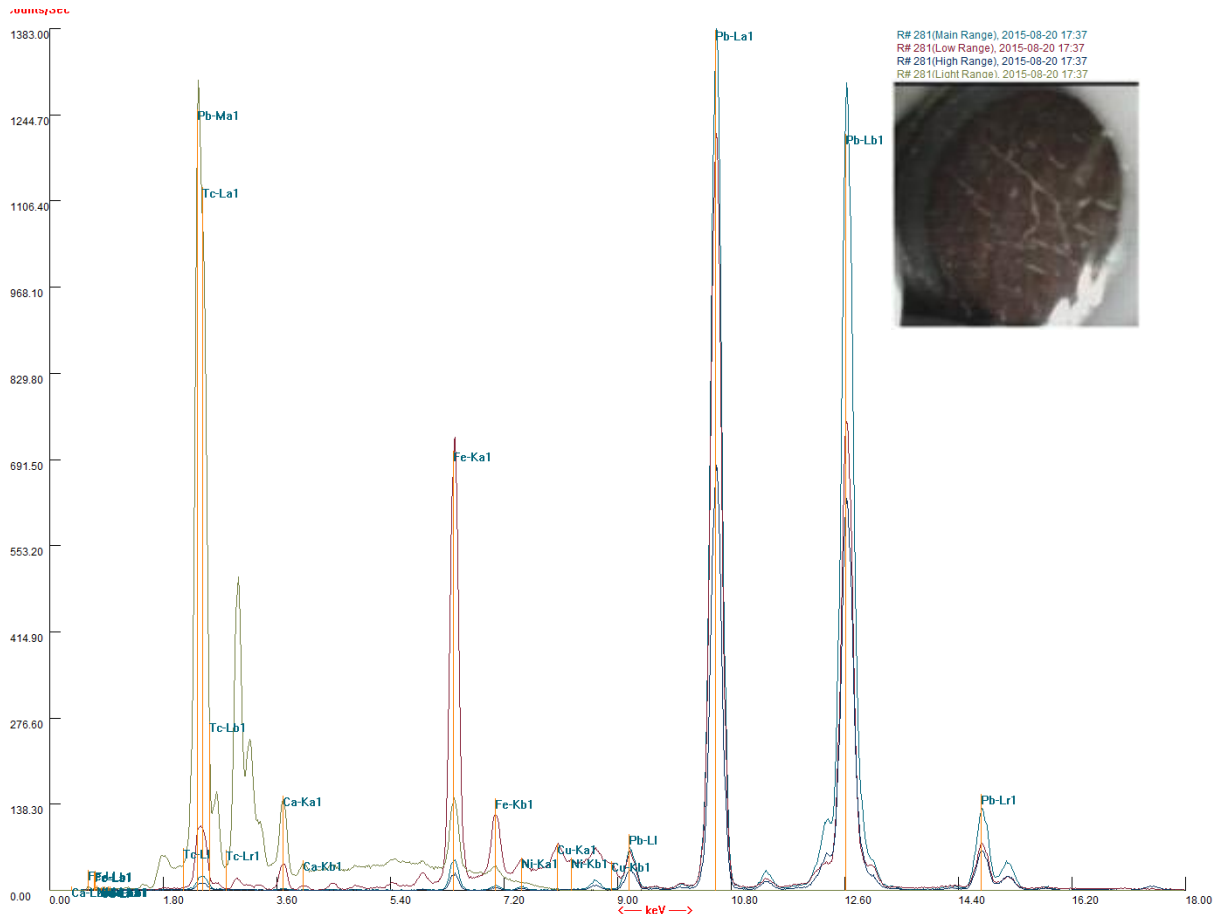 R# 281(Main Range), 2015-08-20 17:37
R# 281(Low Range), 2015-08-20 17:37
R# 281(High Range), 2015-08-20 17:37
R# 281(Light Range), 2015-08-20 17:37
1383.00
1244.70
1106.40
968.10
829.80
691.50
553.20
414.90
276.60
138.30
0.00
Pb-La1
Pb-Ma1
Pb-Lb1
Tc-La1
Fe-Ka1
Tc-Lb1
Ca-Ka1
Fe-Kb1
Pb-Lr1
Pb-Ll
Cu-Ka1
Tc-Ll
Tc-Lr1
Ca-Kb1
Ni-Ka1
Ni-Kb1
Cu-Kb1
0.00 1.80 3.60 5.40 7.20 9.00 10.80 12.60 14.40 16.20 18.00
<— keV —>